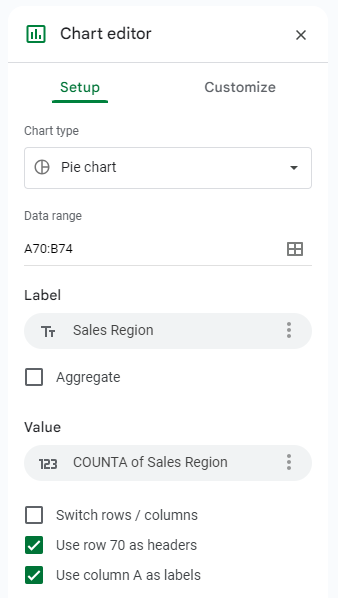 Chart editor
Setup
Customize
Chart type
Pie chart
Data range
A70:B74
Label
Tt Sales Region
Aggregate
Value
123 COUNTA of Sales Region
Switch rows / columns
Use row 70 as headers
Use column A as labels